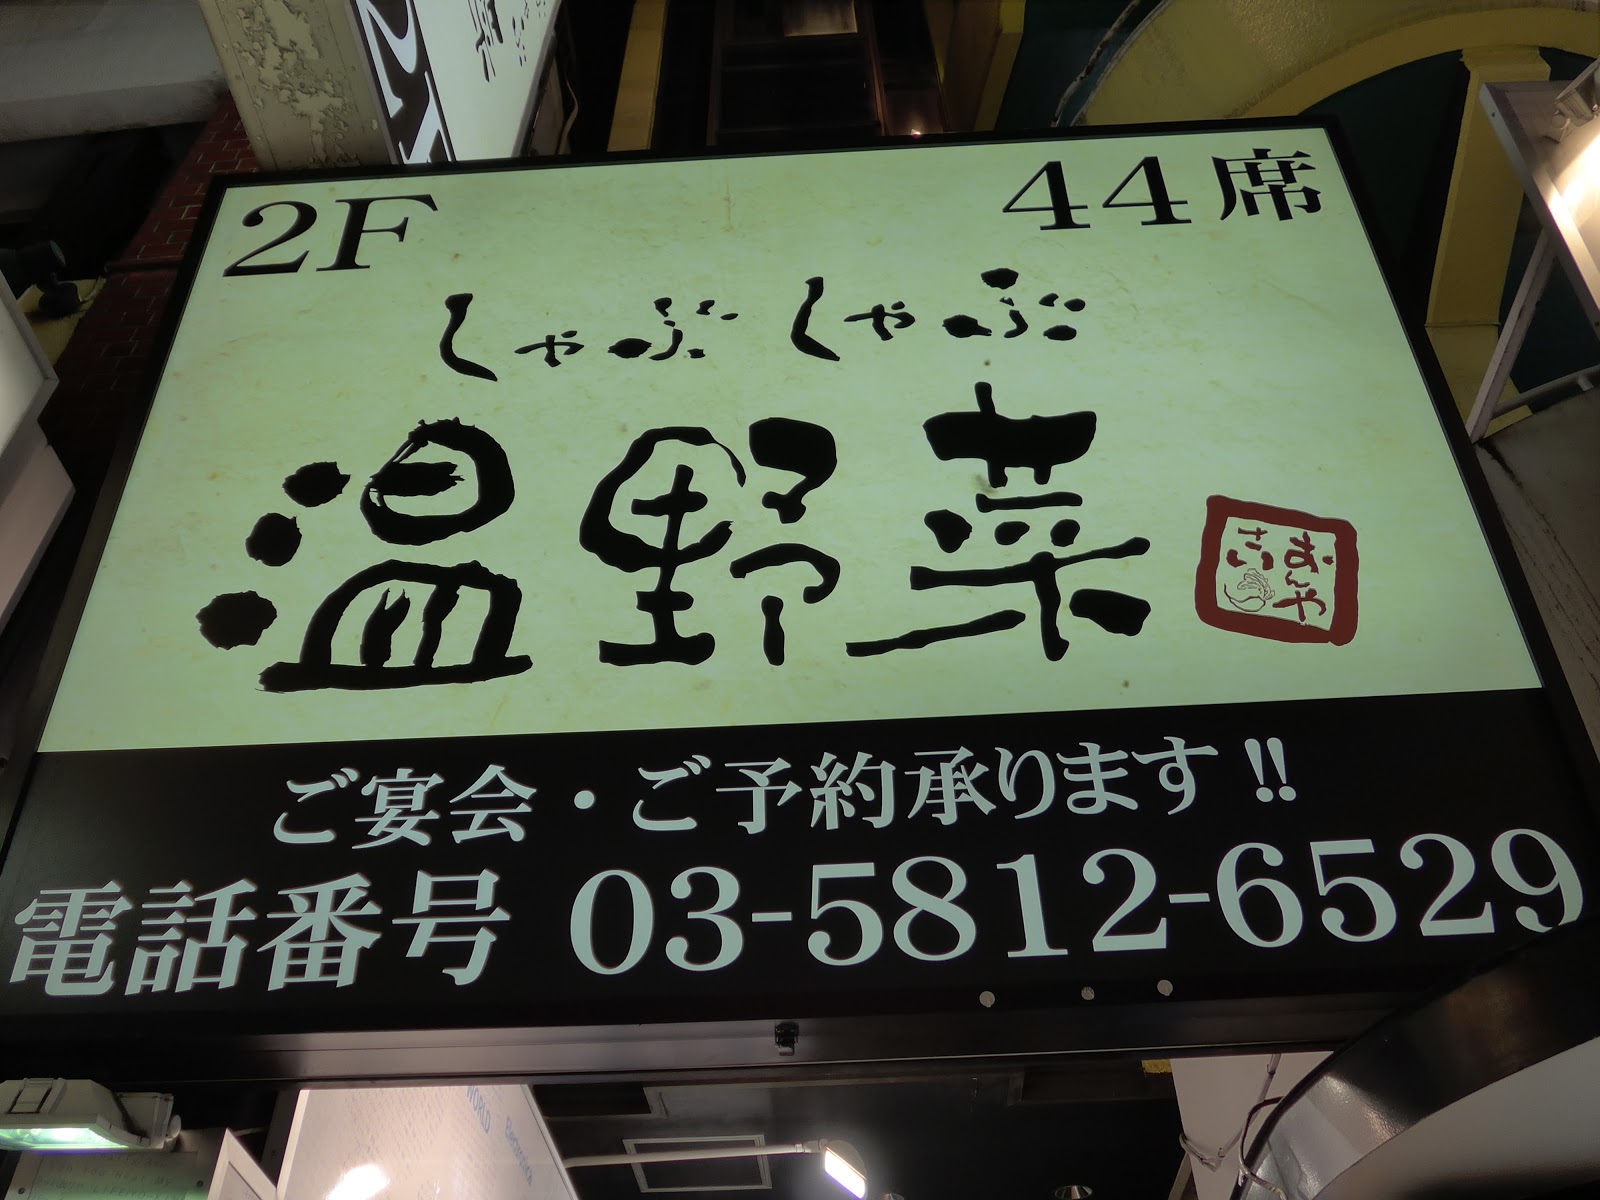 2F 44席
しゃぶしゃぶ
温野菜
おんや
さい
ご宴会・ご予約承ります!!
電話番号 03-5812-6529
WORLD